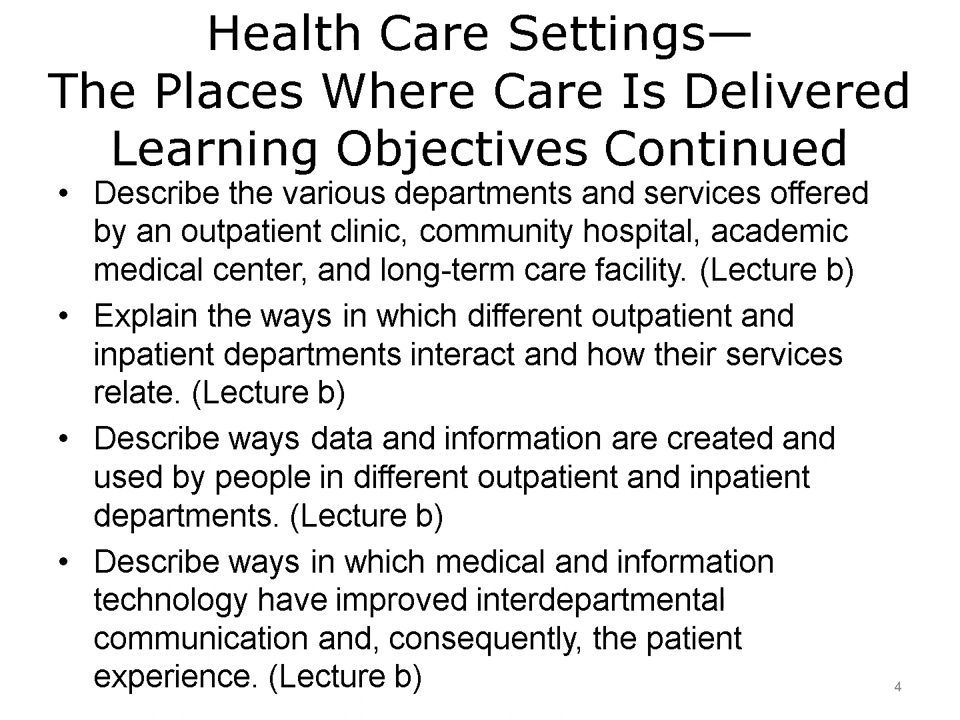 Health Care Settings—
The Places Where Care Is Delivered
Learning Objectives Continued
• Describe the various departments and services offered
by an outpatient clinic, community hospital, academic
medical center, and long-term care facility. (Lecture b)
• Explain the ways in which different outpatient and
inpatient departments interact and how their services
relate. (Lecture b)
• Describe ways data and information are created and
used by people in different outpatient and inpatient
departments. (Lecture b)
• Describe ways in which medical and information
technology have improved interdepartmental
communication and, consequently, the patient
experience. (Lecture b)
4